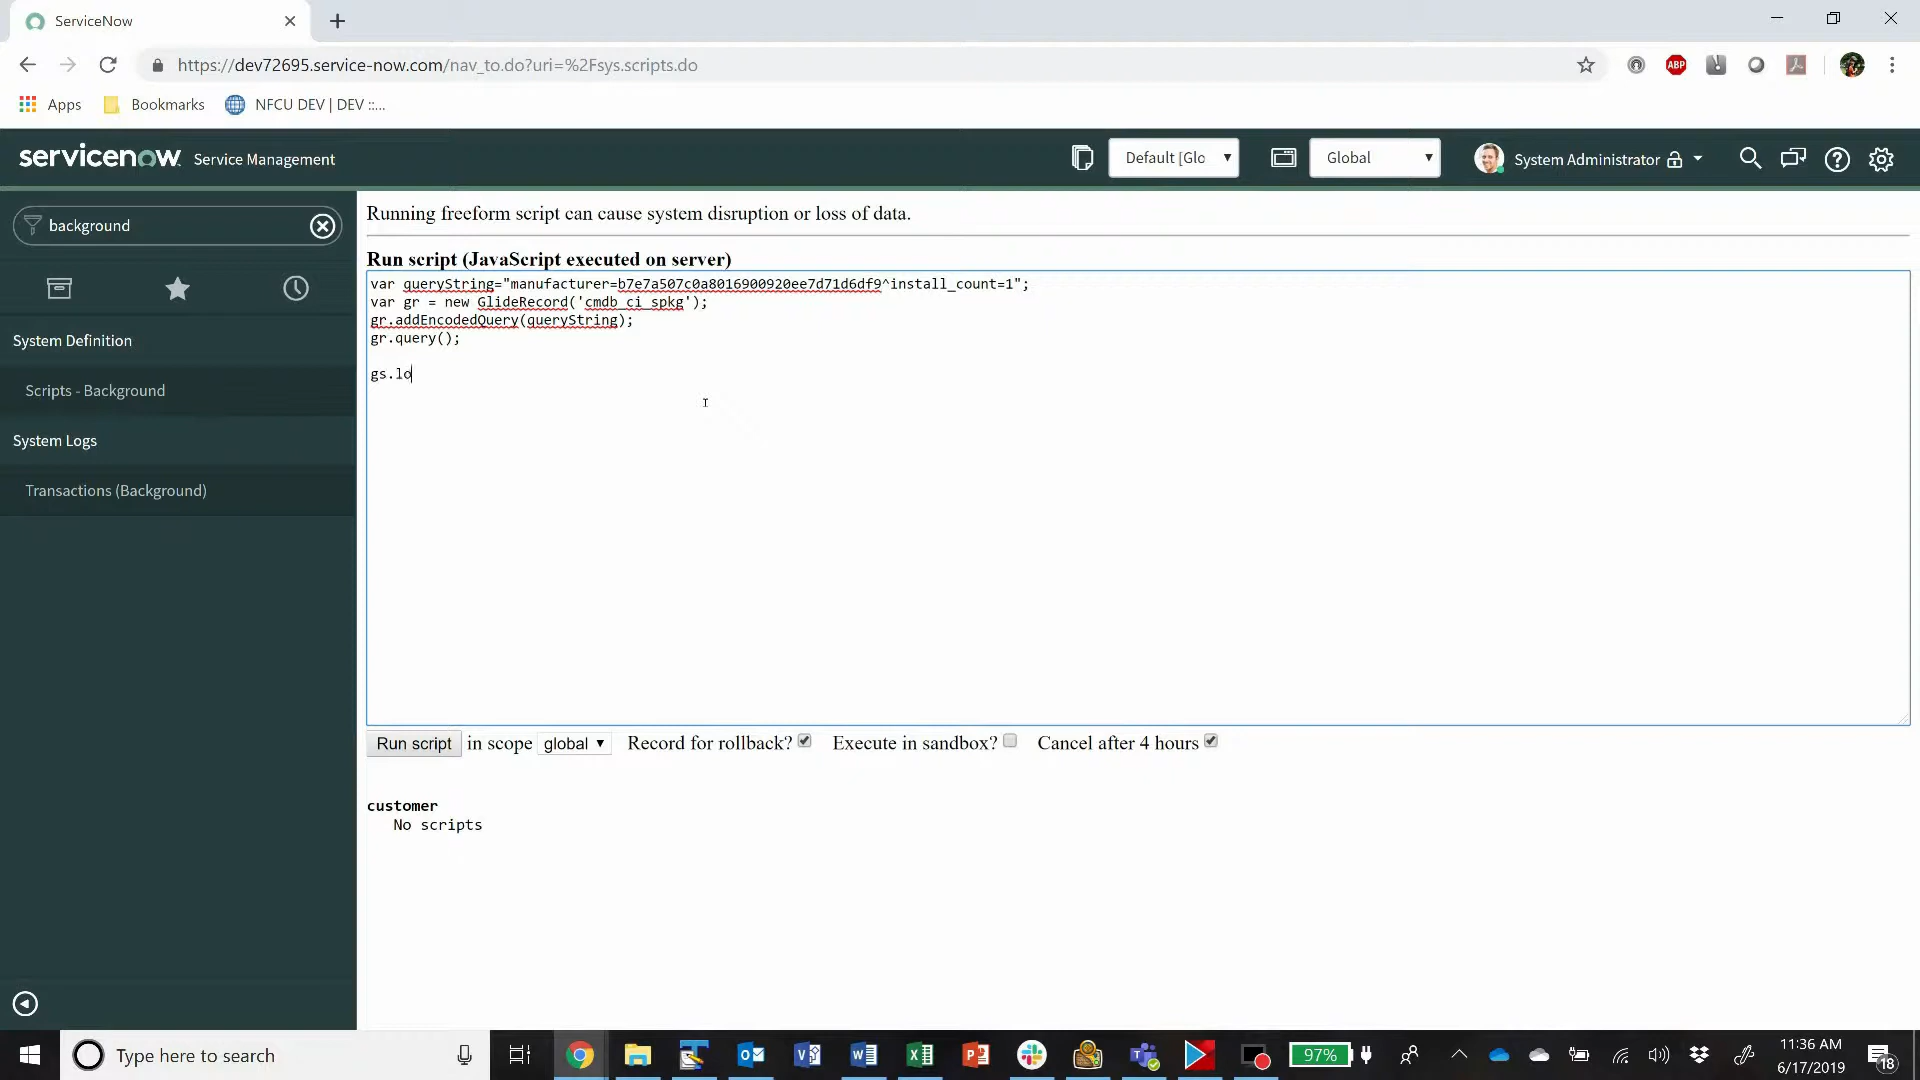 ServiceNow
https://dev72695.service-now.com/nav_to.do?uri=%2Fsys.scripts.do
ABP
Apps
Bookmarks
NFCU DEV | DEV ::...
servicenow Service Management
Default [Glo
Global
System Administrator
background
System Definition
Scripts - Background
System Logs
Transactions (Background)
Running freeform script can cause system disruption or loss of data.
Run script (JavaScript executed on server)
var queryString="manufacturer=b7e7a507c0a8016900920ee7d71d6df9^install_count=1";
var gr = new GlideRecord('cmdb_ci_spkg');
gr.addEncodedQuery(queryString);
gr.query();
gs.lo
Run script in scope global Record for rollback? Execute in sandbox? Cancel after 4 hours
customer
No scripts
Type here to search
97%
11:36 AM
6/17/2019
18